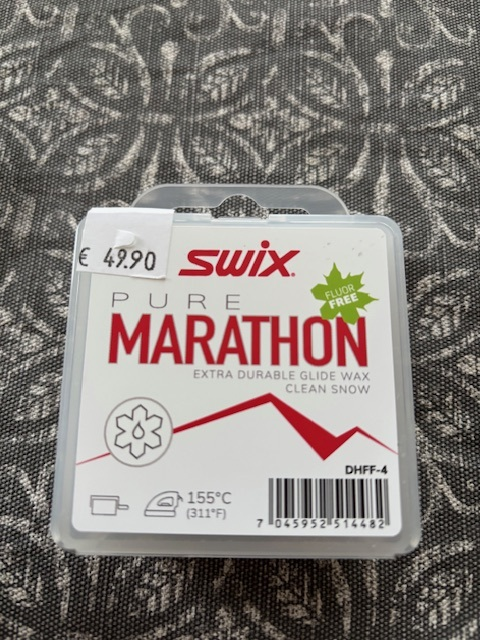 € 49.90
SWIX®
FLUOR
FREE
PURE
MARATHON
EXTRA DURABLE GLIDE WAX
CLEAN SNOW
DHFF-4
155°C
(311°F)
7 045952 514482